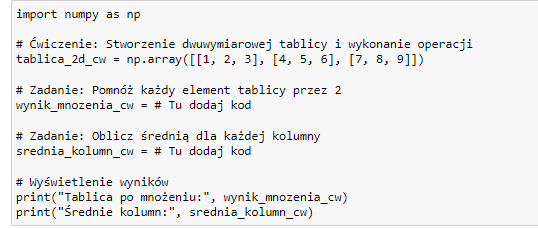 import numpy as np
# Ćwiczenie: Stworzenie dwuwymiarowej tablicy i wykonanie operacji
tablica_2d_cw = np.array([[1, 2, 3], [4, 5, 6], [7, 8, 9]])
# Zadanie: Pomnóż każdy element tablicy przez 2
wynik_mnozenia_cw = # Tu dodaj kod
# Zadanie: Oblicz średnią dla każdej kolumny
srednia_kolumn_cw = # Tu dodaj kod
# Wyświetlenie wyników
print("Tablica po mnożeniu:", wynik_mnozenia_cw)
print("Średnie kolumn:", srednia_kolumn_cw)